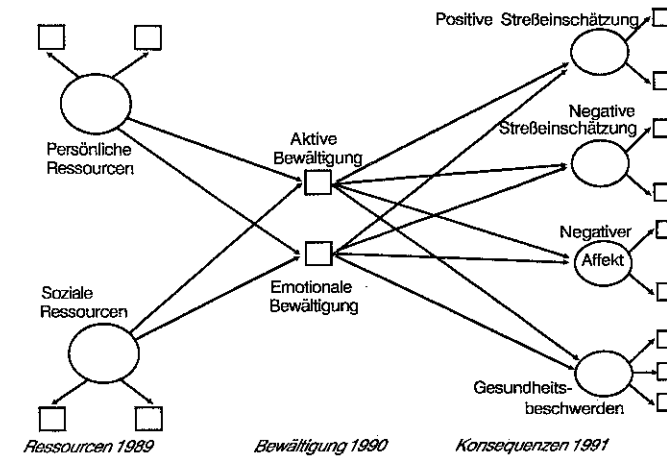 Positive Streßeinschätzung
Negative
Streßeinschätzung
Aktive
Bewältigung
Persönliche
Ressourcen
Negativer
Affekt
Emotionale
Bewältigung
Soziale
Ressourcen
Gesundheits-
beschwerden
Ressourcen 1989
Bewältigung 1990
Konsequenzen 1991